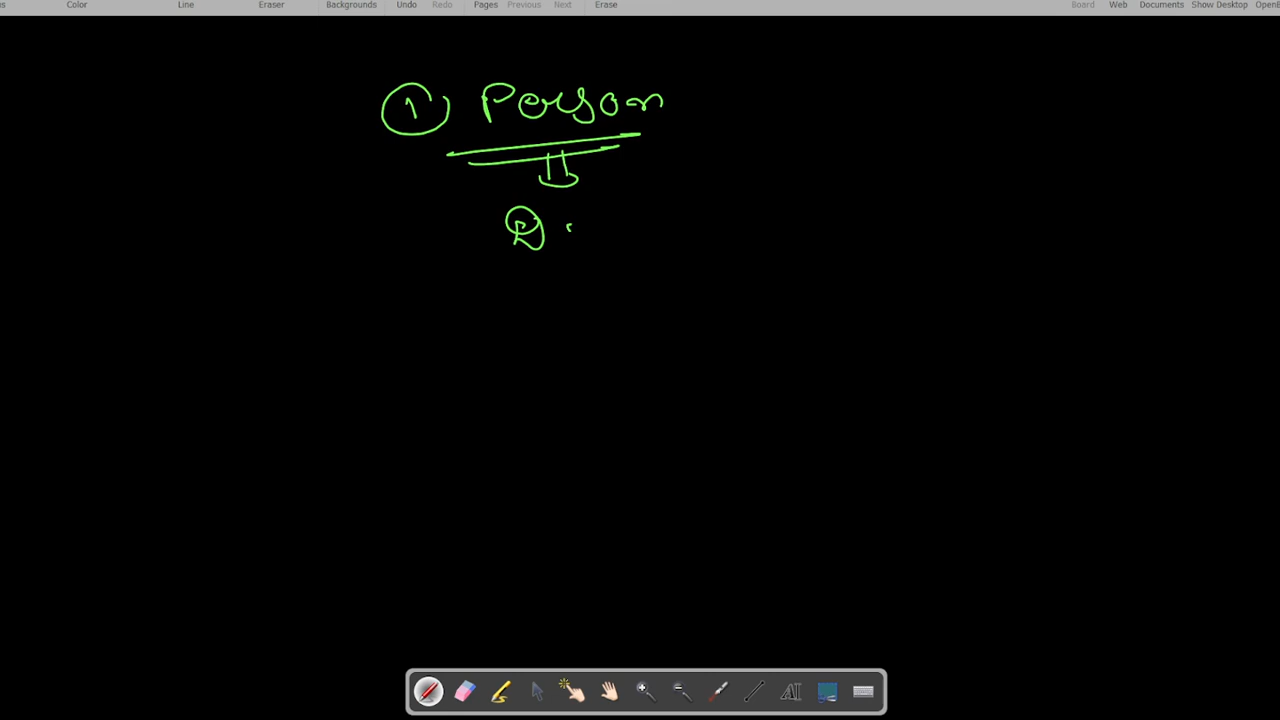 Color Line Eraser Backgrounds Undo Redo Pages Previous Next Erase Board Web Documents Show Desktop
① Person
②